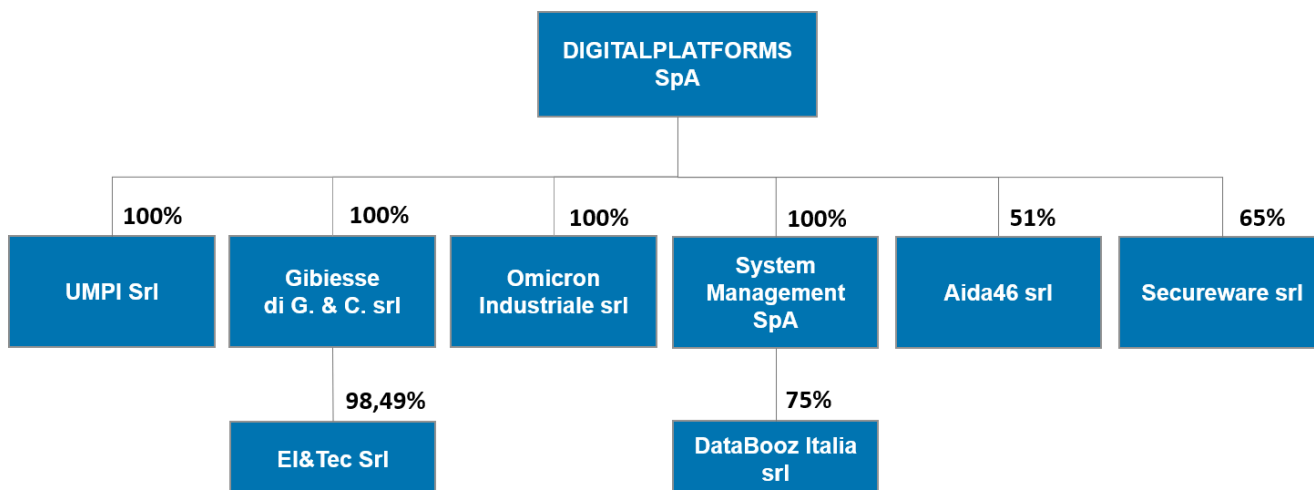 DIGITALPLATFORMS
SpA
100%
100%
100%
100%
51%
65%
UMPI Srl
Gibiesse
di G. & C. srl
Omicron
Industriale srl
System
Management
SpA
Aida46 srl
Secureware srl
98,49%
75%
EI&Tec Srl
DataBooz Italia
srl